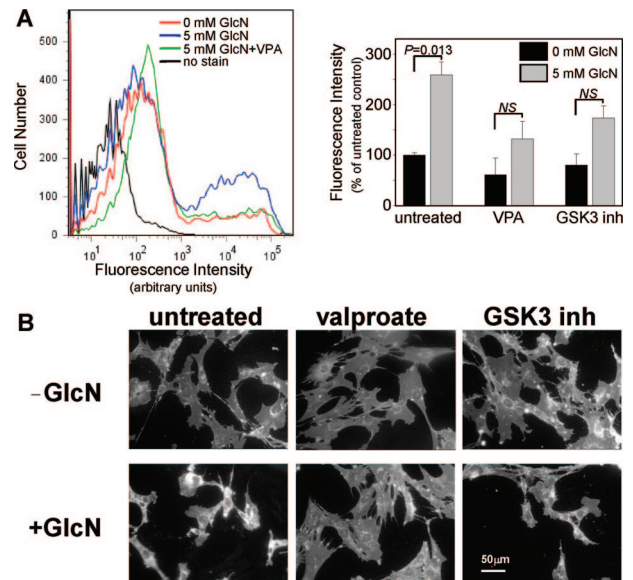 A
0 mM GlcN
5 mM GlcN
5 mM GlcN+VPA
no stain
Cell Number
500
400
300
200
100
0
10¹ 10² 10³ 10⁴ 10⁵
Fluorescence Intensity
(arbitrary units)
0 mM GlcN
5 mM GlcN
Fluorescence Intensity
(% of untreated control)
300
200
100
0
P=0.013
NS
NS
untreated VPA GSK3 inh
B
untreated valproate GSK3 inh
–GlcN
+GlcN
50µm